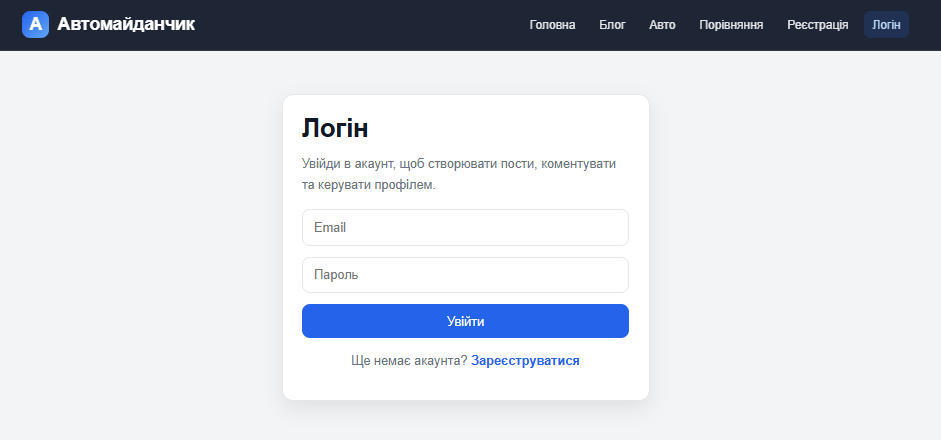 А Автомайданчик
Головна Блог Авто Порівняння Реєстрація Логін
Логін
Увійди в акаунт, щоб створювати пости, коментувати
та керувати профілем.
Email
Пароль
Увійти
Ще немає акаунта? Зареєструватися